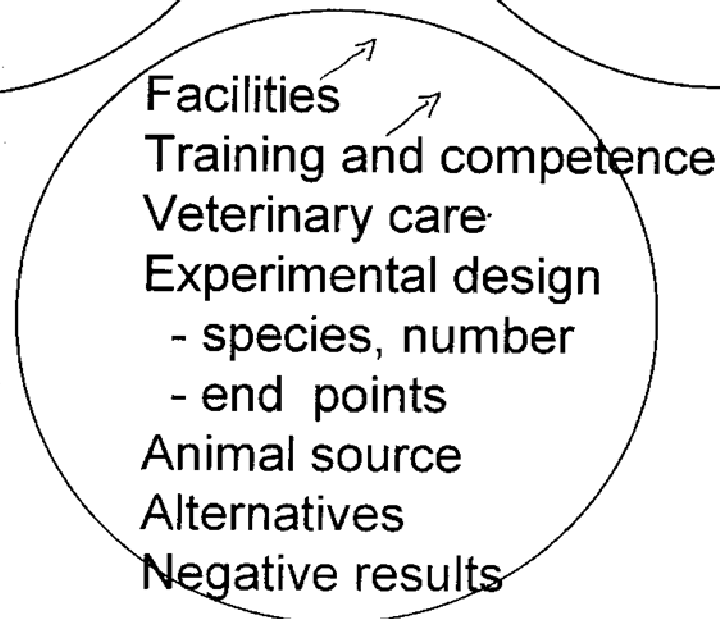 Facilities
Training and competence
Veterinary care
Experimental design
- species, number
- end points
Animal source
Alternatives
Negative results